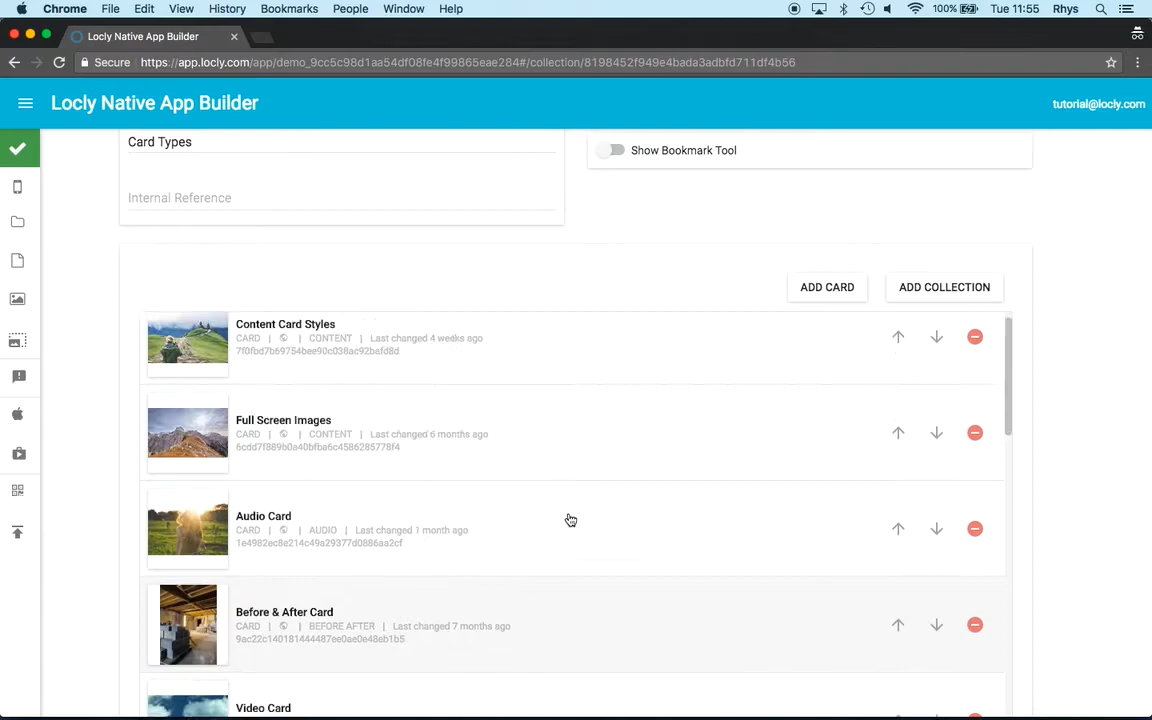 Chrome File Edit View History Bookmarks People Window Help 100% Tue 11:55 Rhys
Locly Native App Builder
Secure https://app.locly.com/app/demo_9cc5c98d1aa54df08fe4f99865eae284#/collection/8198452f949e4bada3adbfd711df4b56
Locly Native App Builder tutorial@locly.com
Card Types
Show Bookmark Tool
Internal Reference
ADD CARD ADD COLLECTION
Content Card Styles
CARD | | CONTENT | Last changed 4 weeks ago
7f0fbd7b69754bee90c038ac92bafd8d
Full Screen Images
CARD | | CONTENT | Last changed 6 months ago
6cdd7f889b0a40bfba6c4586285778f4
Audio Card
CARD | | AUDIO | Last changed 1 month ago
1e4982ec8e214c49a29377d0886aa2cf
Before & After Card
CARD | | BEFORE AFTER | Last changed 7 months ago
9ac22c140181444487ee0ae0e48eb1b5
Video Card